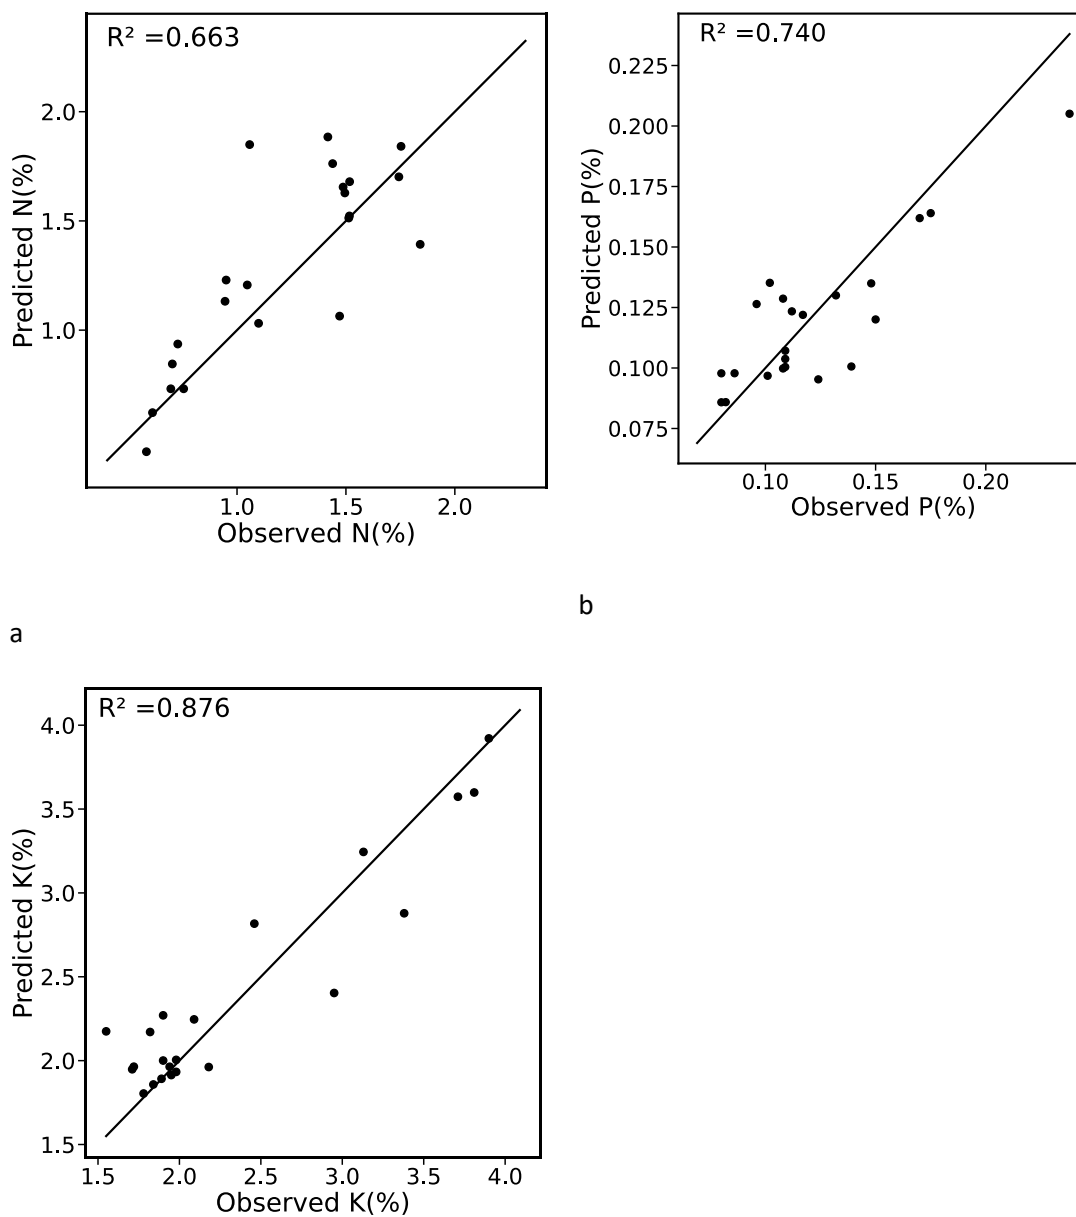 R² =0.663
2.0
1.5
1.0
Predicted N(%)
1.0 1.5 2.0
Observed N(%)
a
R² =0.740
0.225
0.200
0.175
0.150
0.125
0.100
0.075
Predicted P(%)
0.10 0.15 0.20
Observed P(%)
b
R² =0.876
4.0
3.5
3.0
2.5
2.0
1.5
Predicted K(%)
1.5 2.0 2.5 3.0 3.5 4.0
Observed K(%)